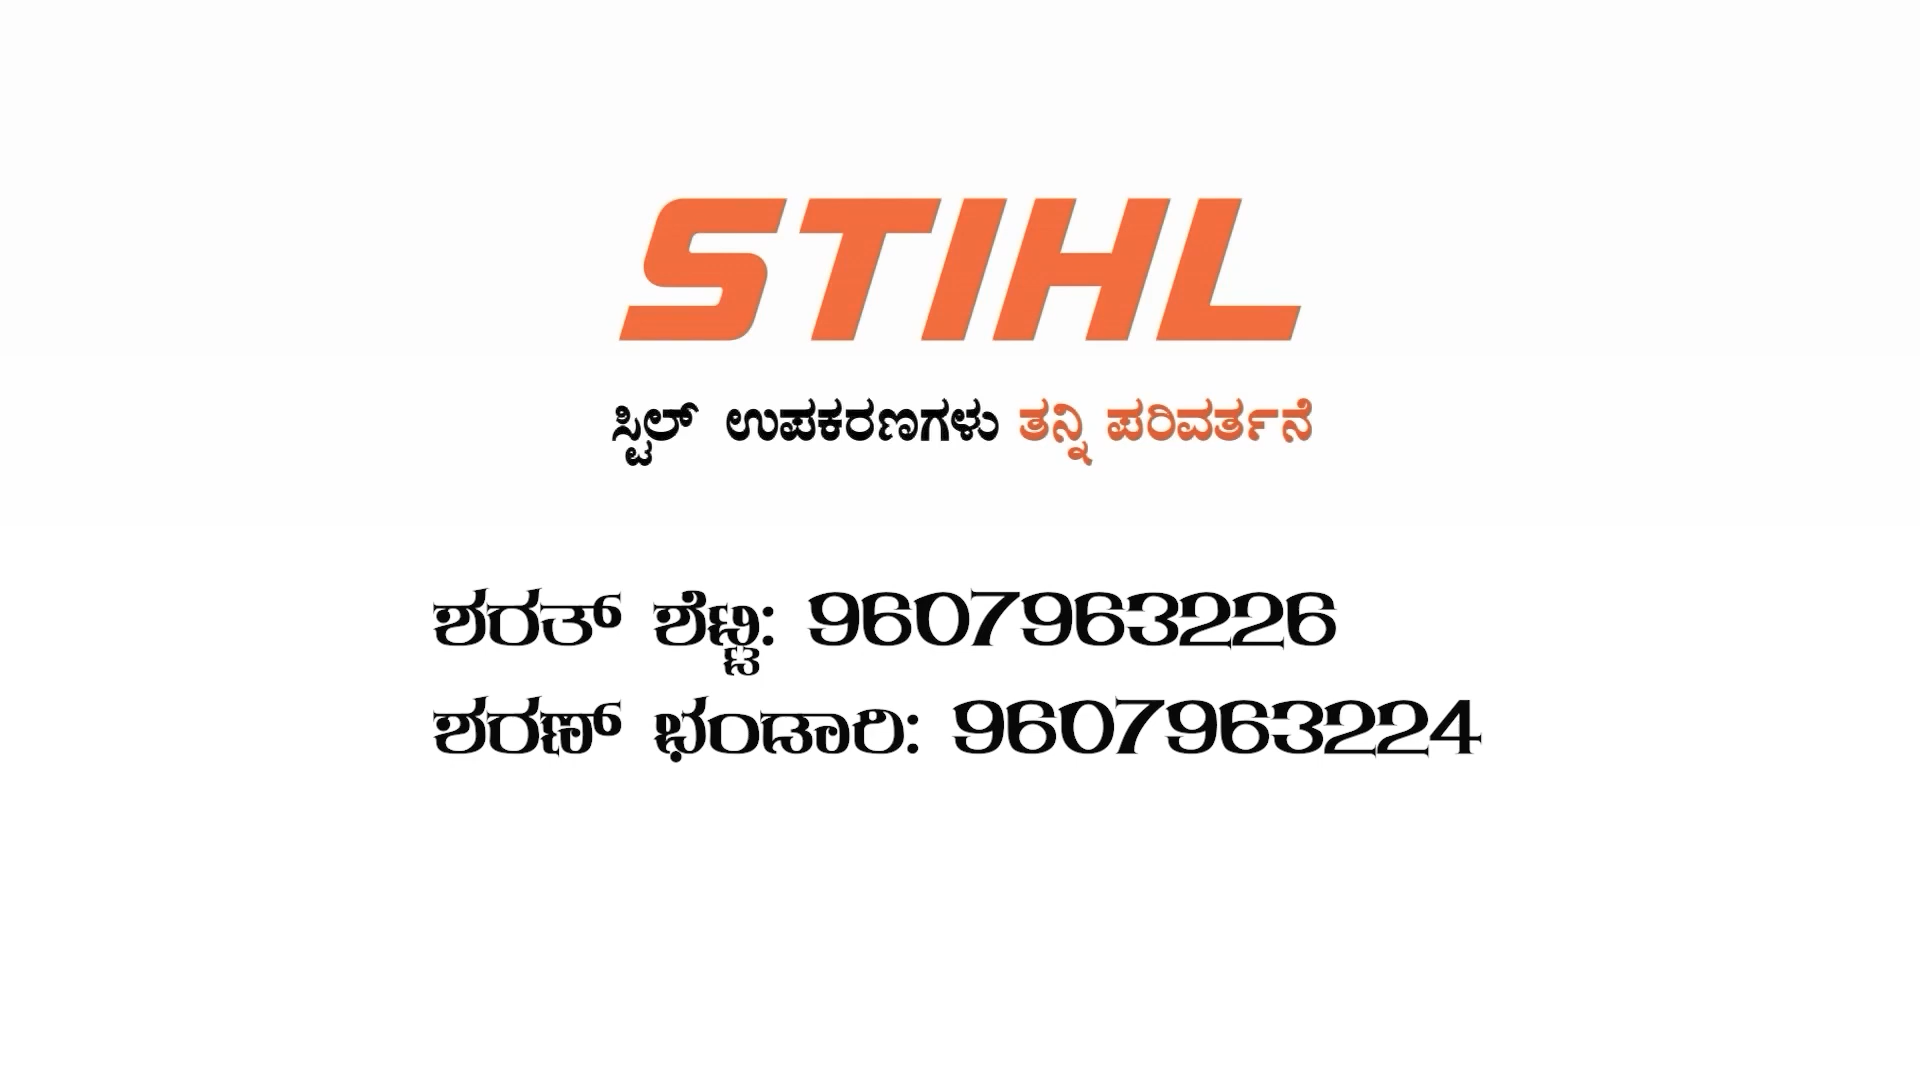 STIHL
ಸ್ಟಿಲ್ ಉಪಕರಣಗಳು ತನ್ನಿ ಪರಿವರ್ತನೆ
ಶರತ್ ಶೆಟ್ಟಿ: 9607963226
ಶರಣ್ ಭಂಡಾರಿ: 9607963224